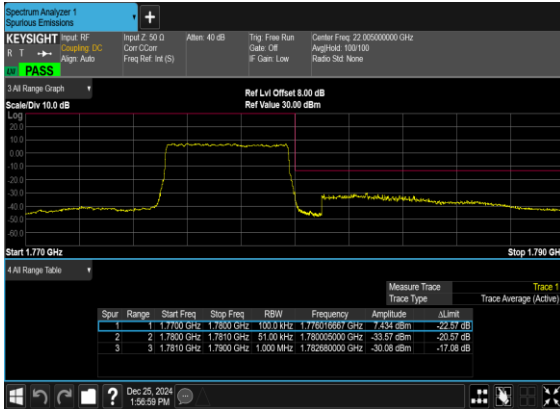 Spectrum Analyzer 1
Spurious Emissions
KEYSIGHT Input: RF Input Z: 50 Ω Atten: 40 dB Trig: Free Run Center Freq: 22.005000000 GHz
R T Coupling: DC Corr CCorr Gate: Off Avg|Hold: 100/100
Align: Auto Freq Ref: Int (S) IF Gain: Low Radio Std: None
PASS
3 All Range Graph
Ref Lvl Offset 8.00 dB
Scale/Div 10.0 dB Ref Value 30.00 dBm
Log
20.0
10.0
0.00
-10.0
-20.0
-30.0
-40.0
-50.0
-60.0
Start 1.770 GHz Stop 1.790 GH
4 All Range Table
Measure Trace Trace 1
Trace Type Trace Average (Active)
Spur Range Start Freq Stop Freq RBW Frequency Amplitude ΔLimit
1 1 1.7700 GHz 1.7800 GHz 100.0 kHz 1.776016667 GHz 7.434 dBm -22.57 dB
2 2 1.7800 GHz 1.7810 GHz 51.00 kHz 1.780005000 GHz -33.57 dBm -20.57 dB
3 3 1.7810 GHz 1.7900 GHz 1.000 MHz 1.782680000 GHz -30.08 dBm -17.08 dB
?
Dec 25, 2024
1:56:59 PM